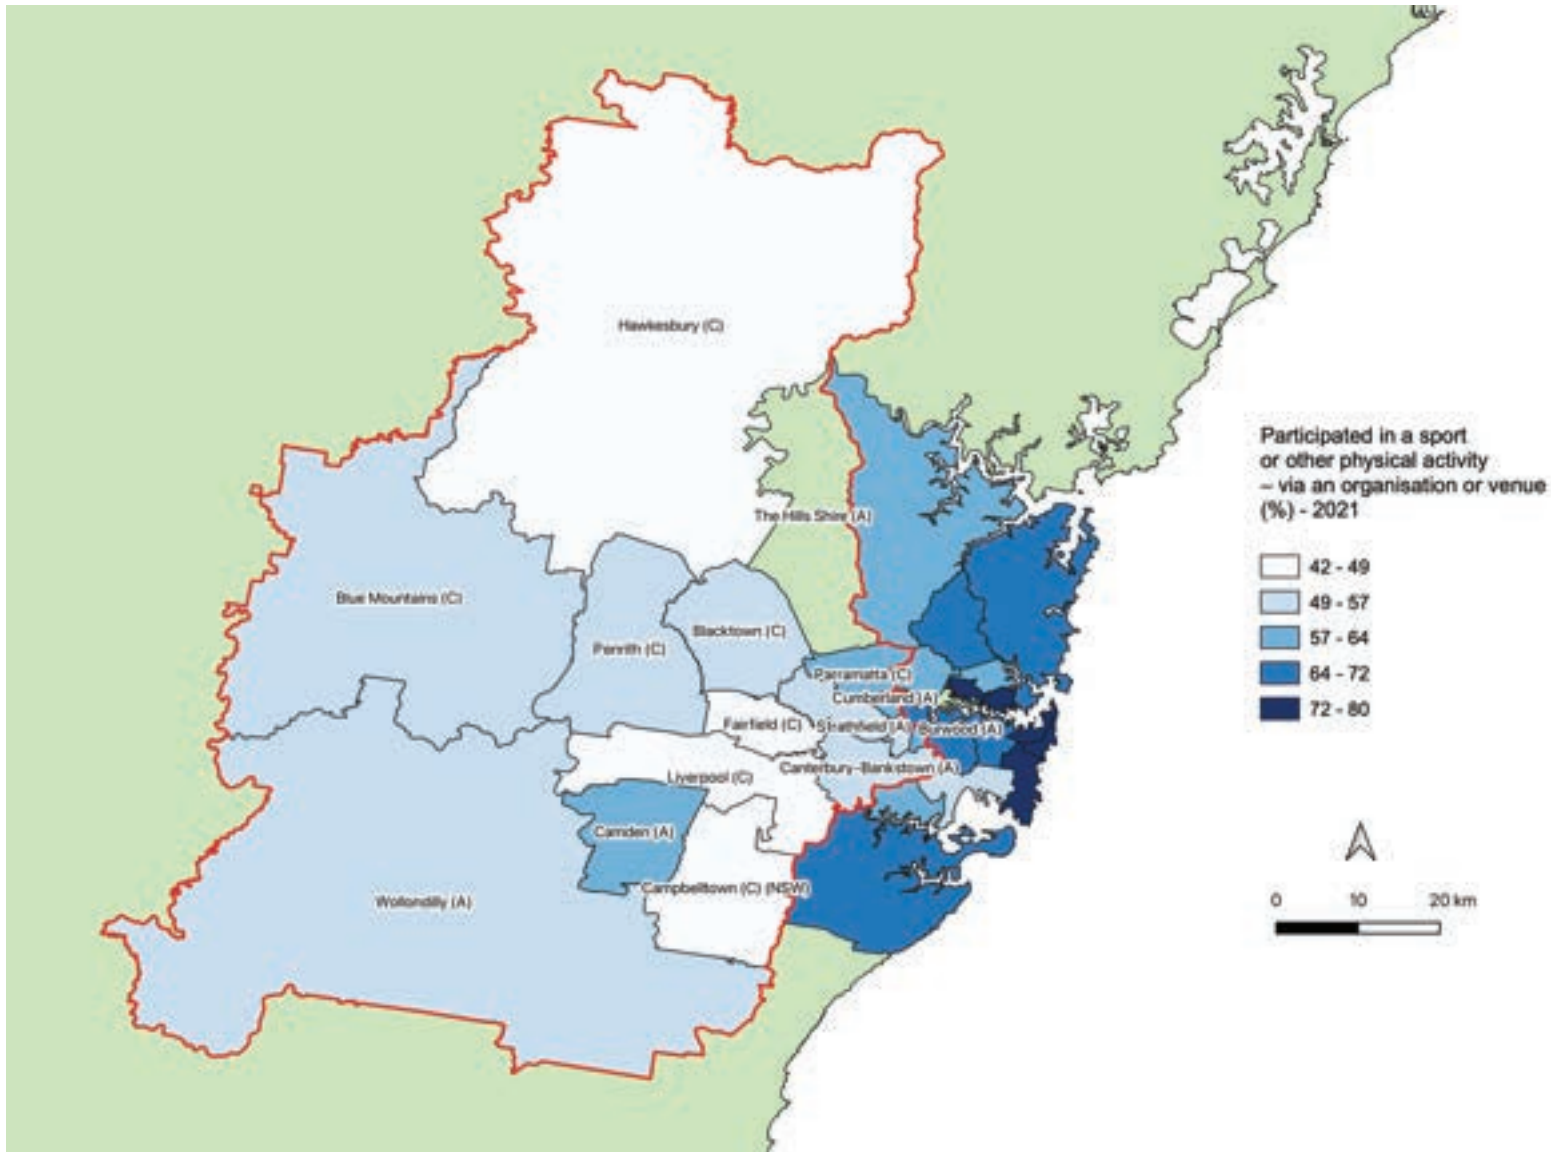 Hawkesbury (C)
The Hills Shire (A)
Blue Mountains (C)
Penrith (C)
Blacktown (C)
Parramatta (C)
Cumberland (A)
Fairfield (C)
Strathfield (A)
Burwood (A)
Canterbury-Bankstown (A)
Liverpool (C)
Camden (A)
Campbelltown (C) (NSW)
Wollondilly (A)
Participated in a sport
or other physical activity
– via an organisation or venue
(%) - 2021
42 - 49
49 - 57
57 - 64
64 - 72
72 - 80
0 10 20 km